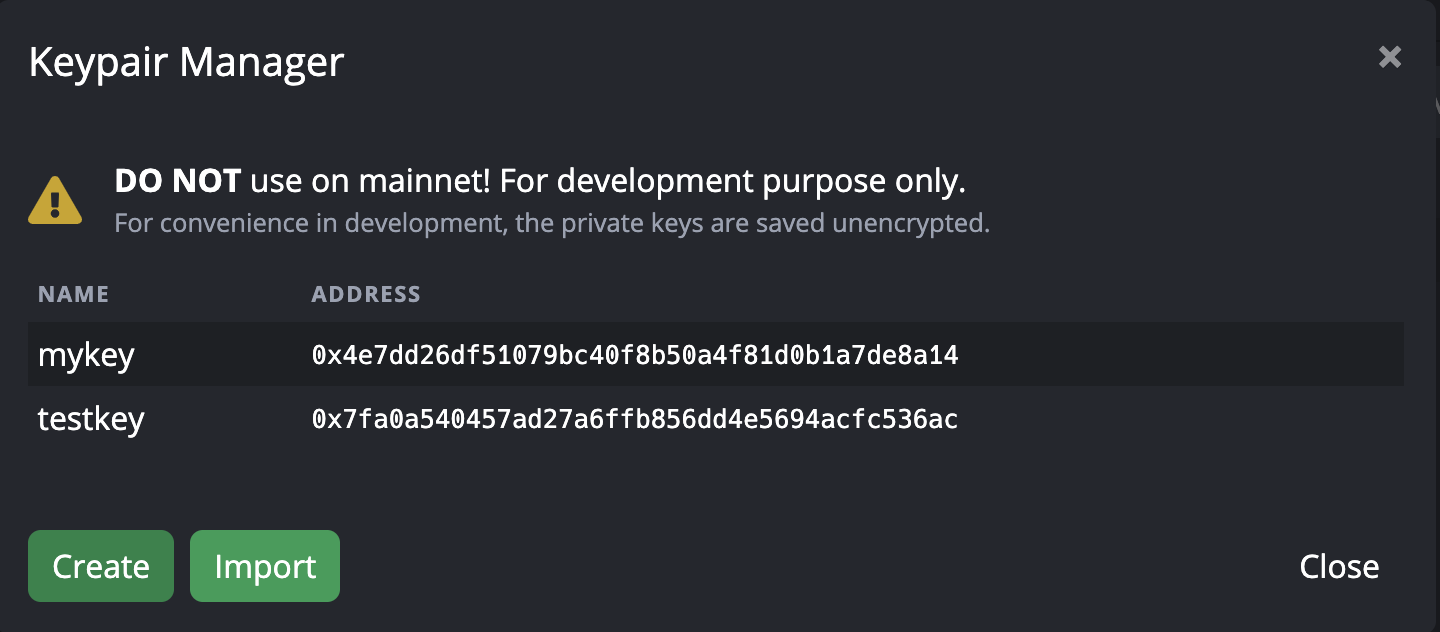 Keypair Manager
DO NOT use on mainnet! For development purpose only.
For convenience in development, the private keys are saved unencrypted.
NAME ADDRESS
mykey 0x4e7dd26df51079bc40f8b50a4f81d0b1a7de8a14
testkey 0x7fa0a540457ad27a6ffb856dd4e5694acfc536ac
Create Import Close